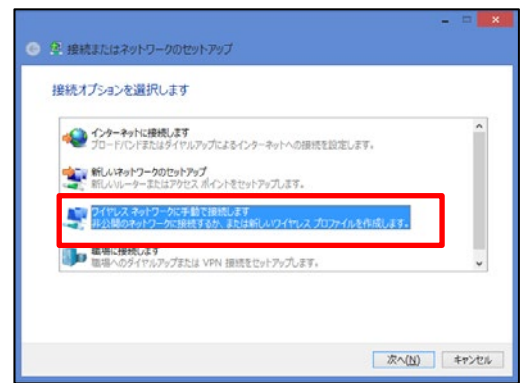 接続またはネットワークのセットアップ
接続オプションを選択します
インターネットに接続します
ブロードバンドまたはダイヤルアップによるインターネットへの接続を設定します。
新しいネットワークのセットアップ
新しいルーターまたはアクセス ポイントをセットアップします。
ワイヤレス ネットワークに手動で接続します
非公開のネットワークに接続するか、または新しいワイヤレス プロファイルを作成します。
職場に接続します
職場へのダイヤルアップまたは VPN 接続をセットアップします。
次へ(N)
キャンセル